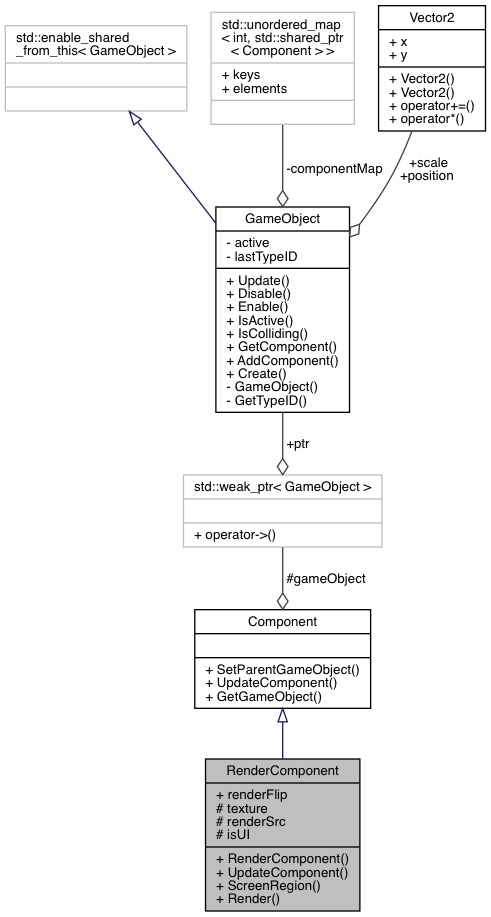 std::enable_shared
_from_this< GameObject >
std::unordered_map
< int, std::shared_ptr
< Component > >
+ keys
+ elements
Vector2
+ x
+ y
+ Vector2()
+ Vector2()
+ operator+=()
+ operator*()
-componentMap
+scale
+position
GameObject
- active
- lastTypeID
+ Update()
+ Disable()
+ Enable()
+ IsActive()
+ IsColliding()
+ GetComponent()
+ AddComponent()
+ Create()
- GameObject()
- GetTypeID()
+ptr
std::weak_ptr< GameObject >
+ operator->()
#gameObject
Component
+ SetParentGameObject()
+ UpdateComponent()
+ GetGameObject()
RenderComponent
+ renderFlip
# texture
# renderSrc
# isUI
+ RenderComponent()
+ UpdateComponent()
+ ScreenRegion()
+ Render()